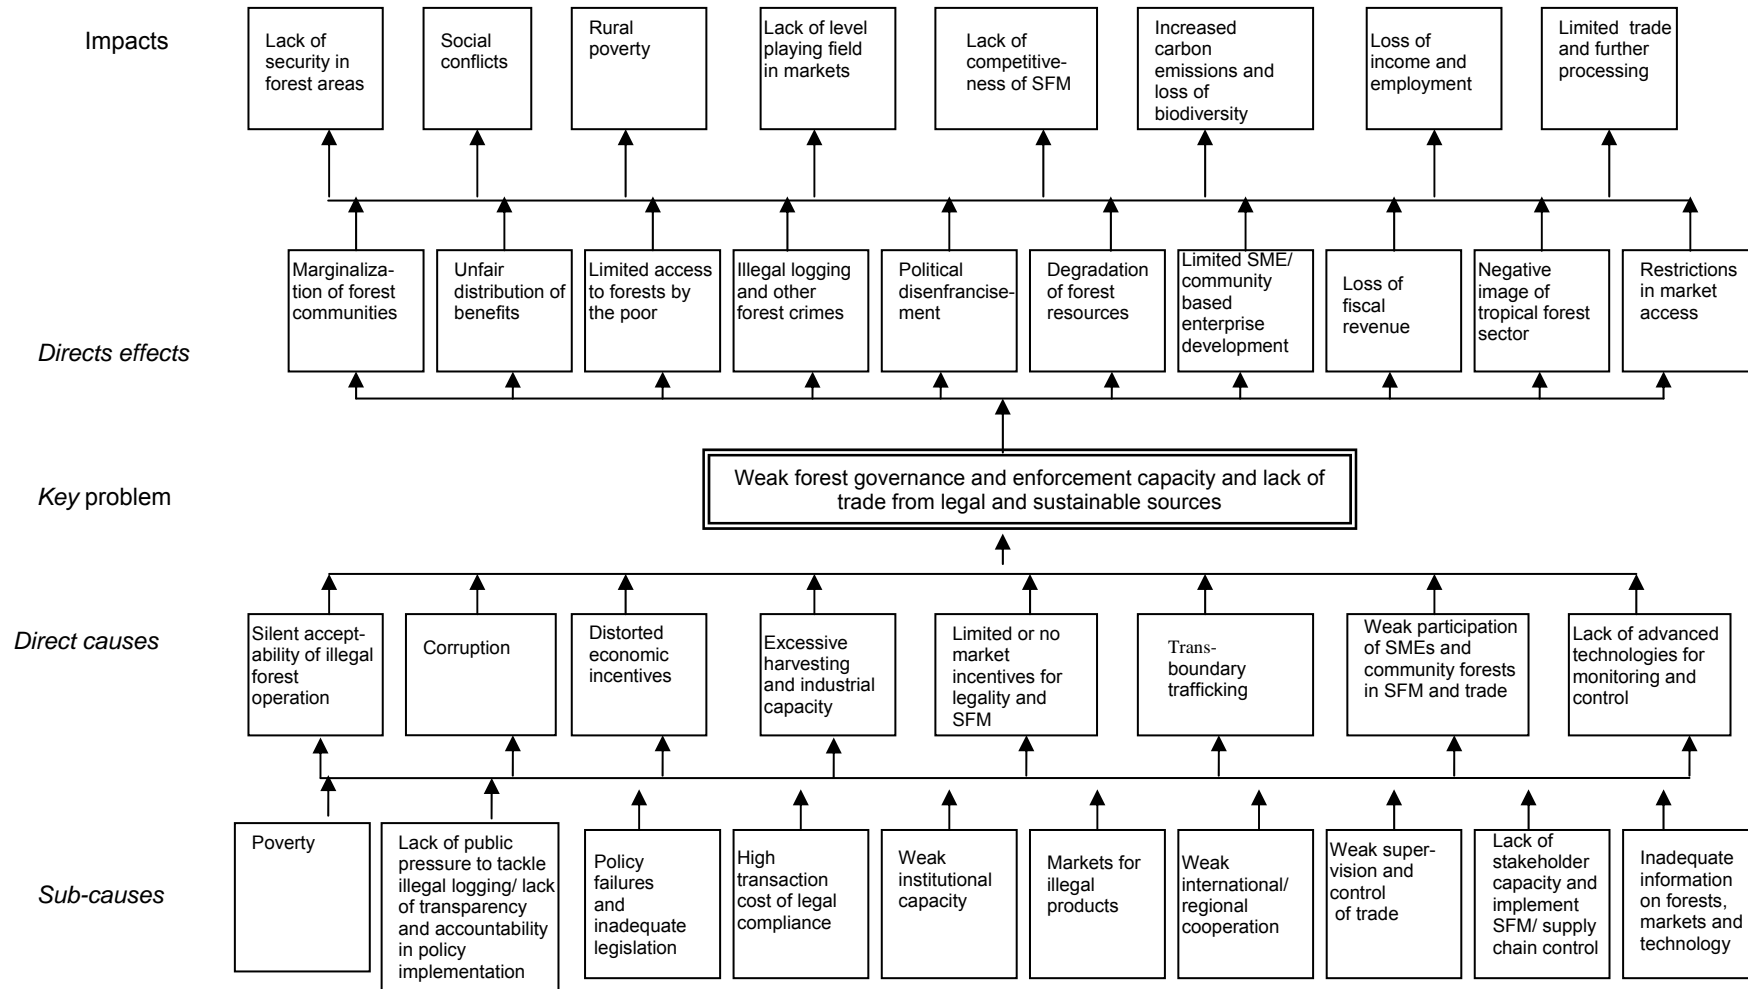 Impacts
Lack of
security in
forest areas
Social
conflicts
Rural
poverty
Lack of level
playing field
in markets
Lack of
competitive-
ness of SFM
Increased
carbon
emissions and
loss of
biodiversity
Loss of
income and
employment
Limited trade
and further
processing
Directs effects
Marginaliza-
tion of forest
communities
Unfair
distribution of
benefits
Limited access
to forests by
the poor
Illegal logging
and other
forest crimes
Political
disenfrancise-
ment
Degradation
of forest
resources
Limited SME/
community
based
enterprise
development
Loss of
fiscal
revenue
Negative
image of
tropical forest
sector
Restrictions
in market
access
Key problem
Weak forest governance and enforcement capacity and lack of
trade from legal and sustainable sources
Direct causes
Silent accept-
ability of illegal
forest
operation
Corruption
Distorted
economic
incentives
Excessive
harvesting
and industrial
capacity
Limited or no
market
incentives for
legality and
SFM
Trans-
boundary
trafficking
Weak participation
of SMEs and
community forests
in SFM and trade
Lack of advanced
technologies for
monitoring and
control
Sub-causes
Poverty
Lack of public
pressure to tackle
illegal logging/ lack
of transparency
and accountability
in policy
implementation
Policy
failures
and
inadequate
legislation
High
transaction
cost of legal
compliance
Weak
institutional
capacity
Markets for
illegal
products
Weak
international/
regional
cooperation
Weak super-
vision and
control
of trade
Lack of
stakeholder
capacity and
implement
SFM/ supply
chain control
Inadequate
information
on forests,
markets and
technology